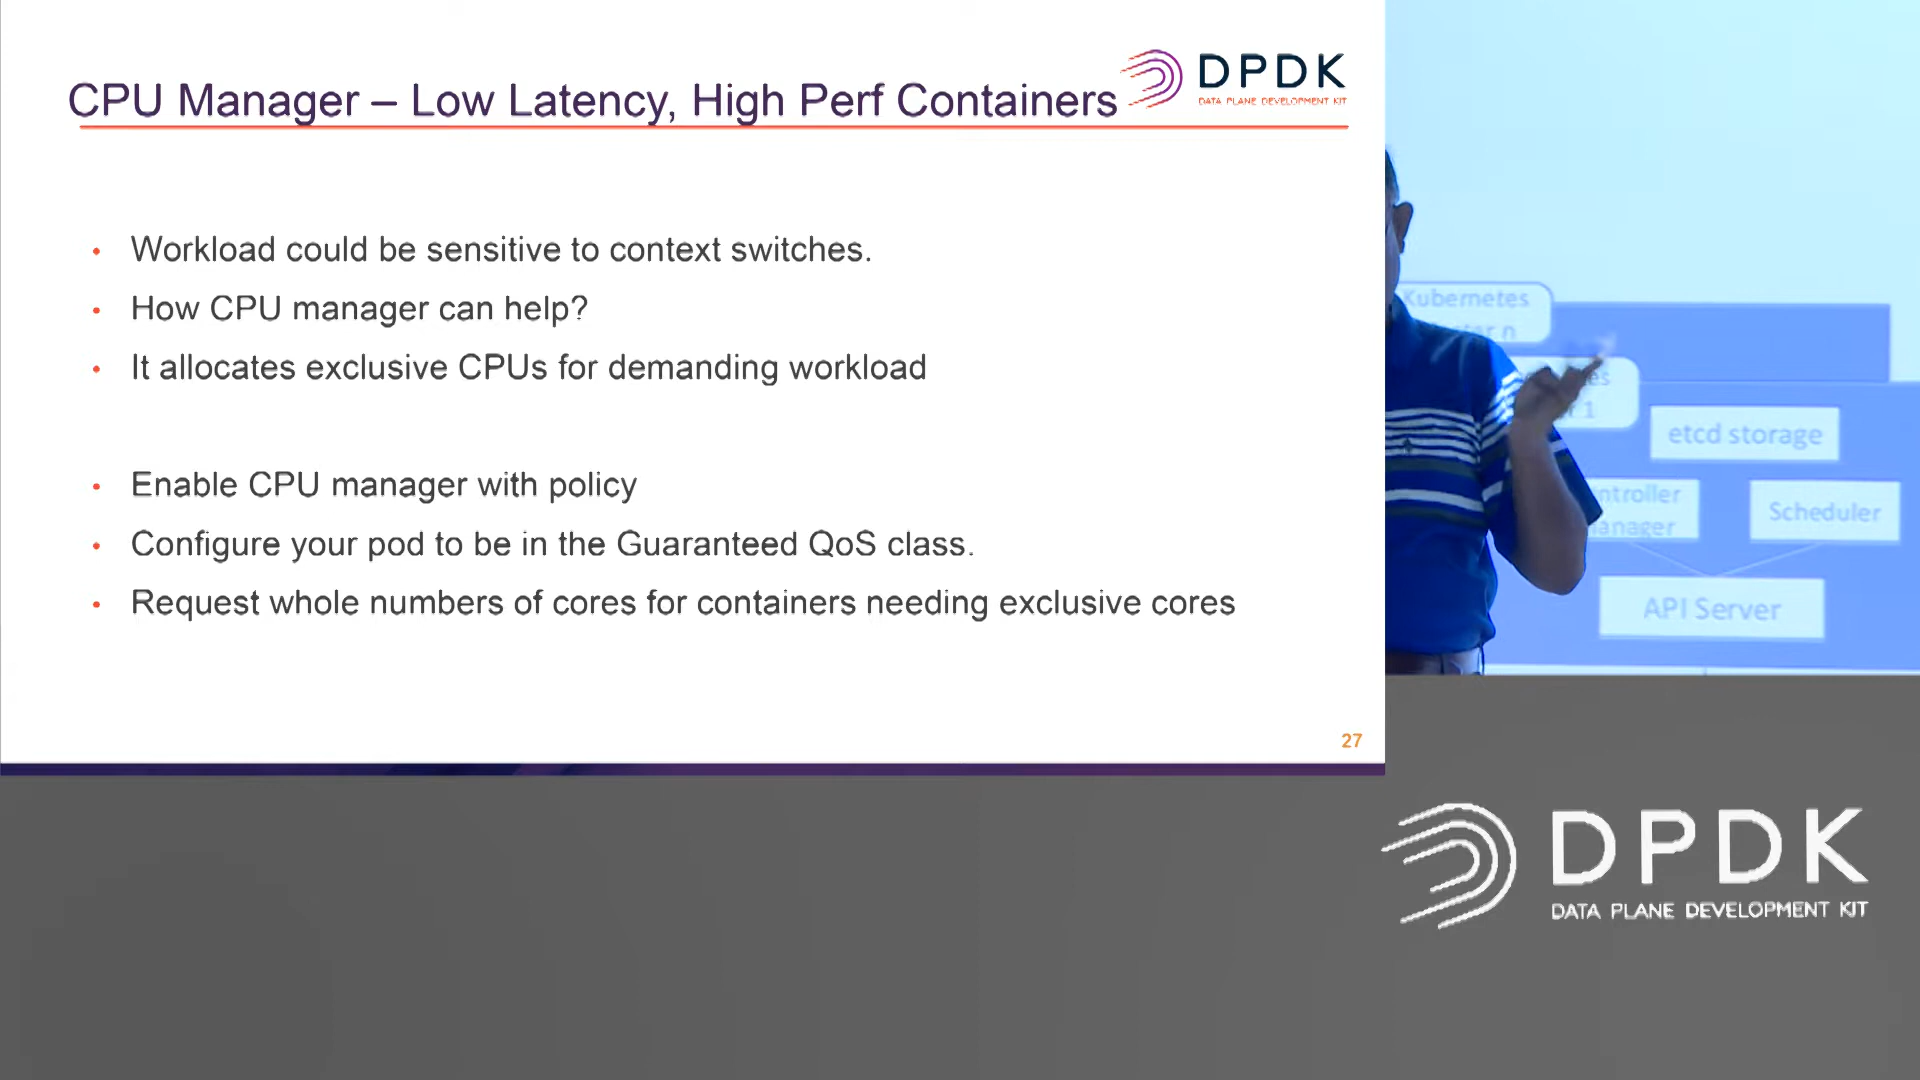 CPU Manager – Low Latency, High Perf Containers
DPDK
DATA PLANE DEVELOPMENT KIT
Workload could be sensitive to context switches.
How CPU manager can help?
It allocates exclusive CPUs for demanding workload
Enable CPU manager with policy
Configure your pod to be in the Guaranteed QoS class.
Request whole numbers of cores for containers needing exclusive cores
27
Kubernetes
etcd storage
Scheduler
API Server
DPDK
DATA PLANE DEVELOPMENT KIT